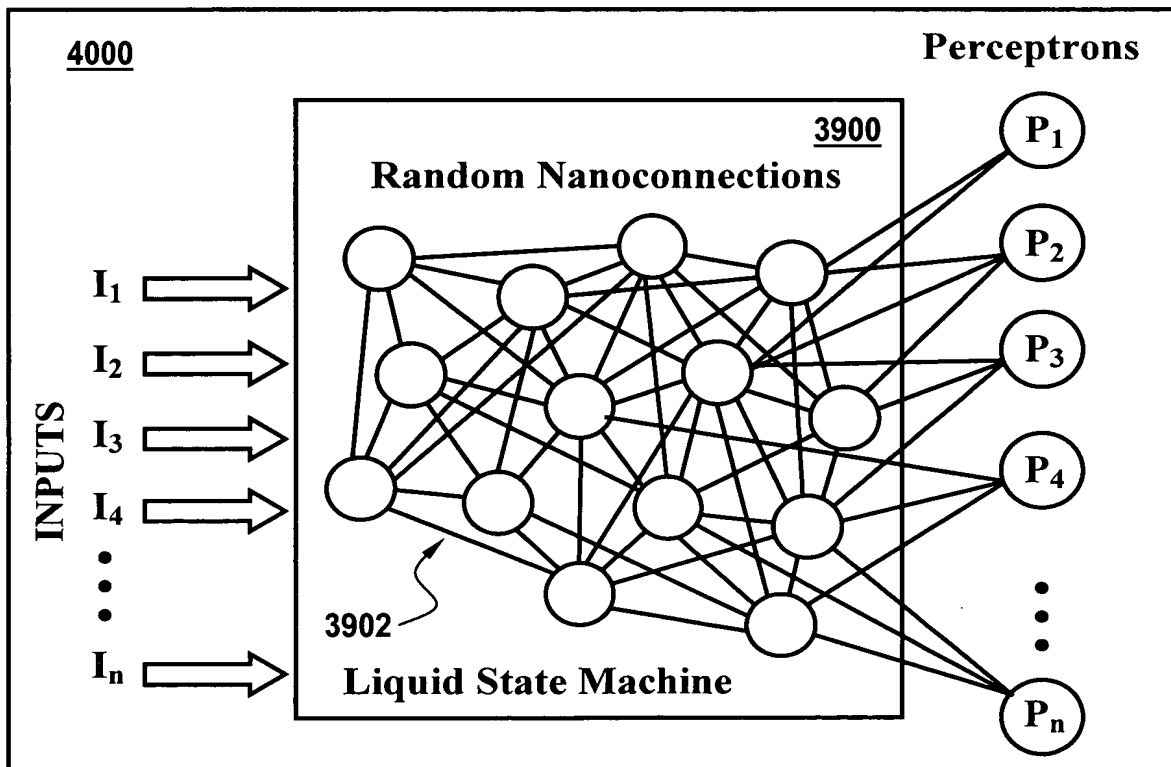 4000
Perceptrons
3900
Random Nanoconnections
INPUTS
I1
I2
I3
I4
In
3902
Liquid State Machine
P1
P2
P3
P4
Pn